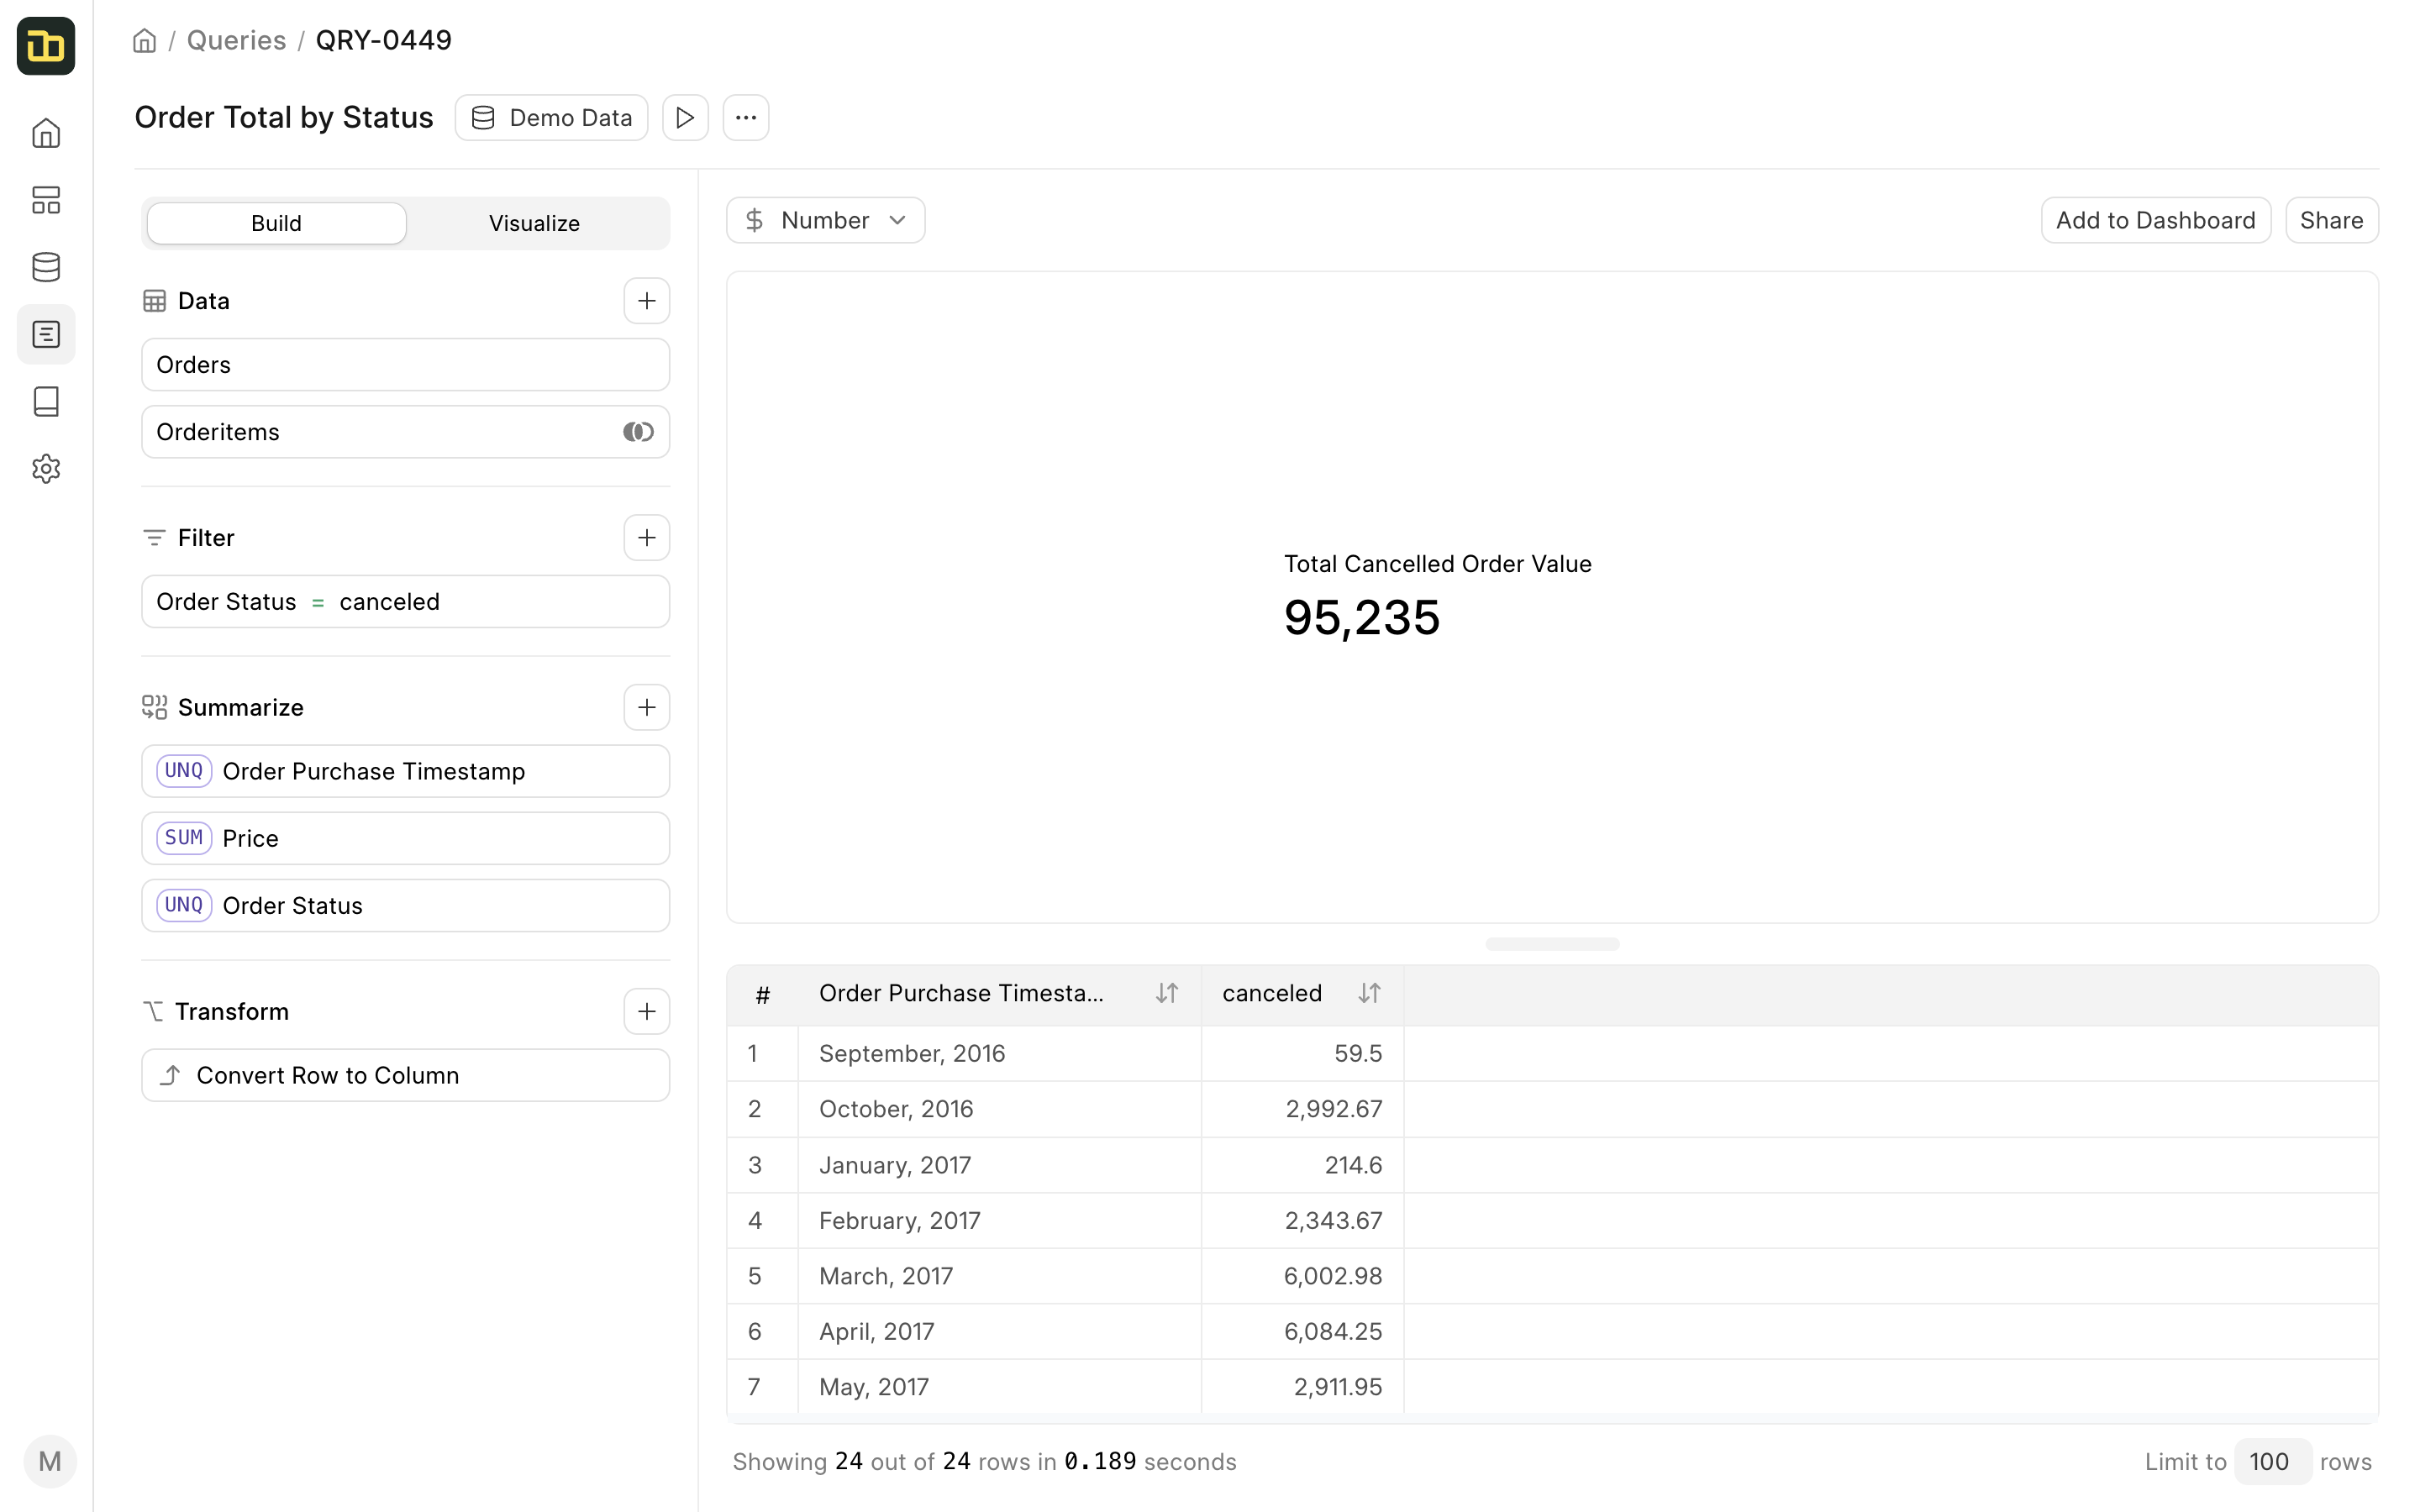 / Queries / QRY-0449
Order Total by Status
Demo Data
Build
Visualize
Data
Orders
Orderitems
Filter
Order Status = canceled
Summarize
UNQ Order Purchase Timestamp
SUM Price
UNQ Order Status
Transform
Convert Row to Column
M
Number
Add to Dashboard
Share
Total Cancelled Order Value
95,235
# Order Purchase Timesta... canceled
1 September, 2016 59.5
2 October, 2016 2,992.67
3 January, 2017 214.6
4 February, 2017 2,343.67
5 March, 2017 6,002.98
6 April, 2017 6,084.25
7 May, 2017 2,911.95
Showing 24 out of 24 rows in 0.189 seconds
Limit to 100 rows